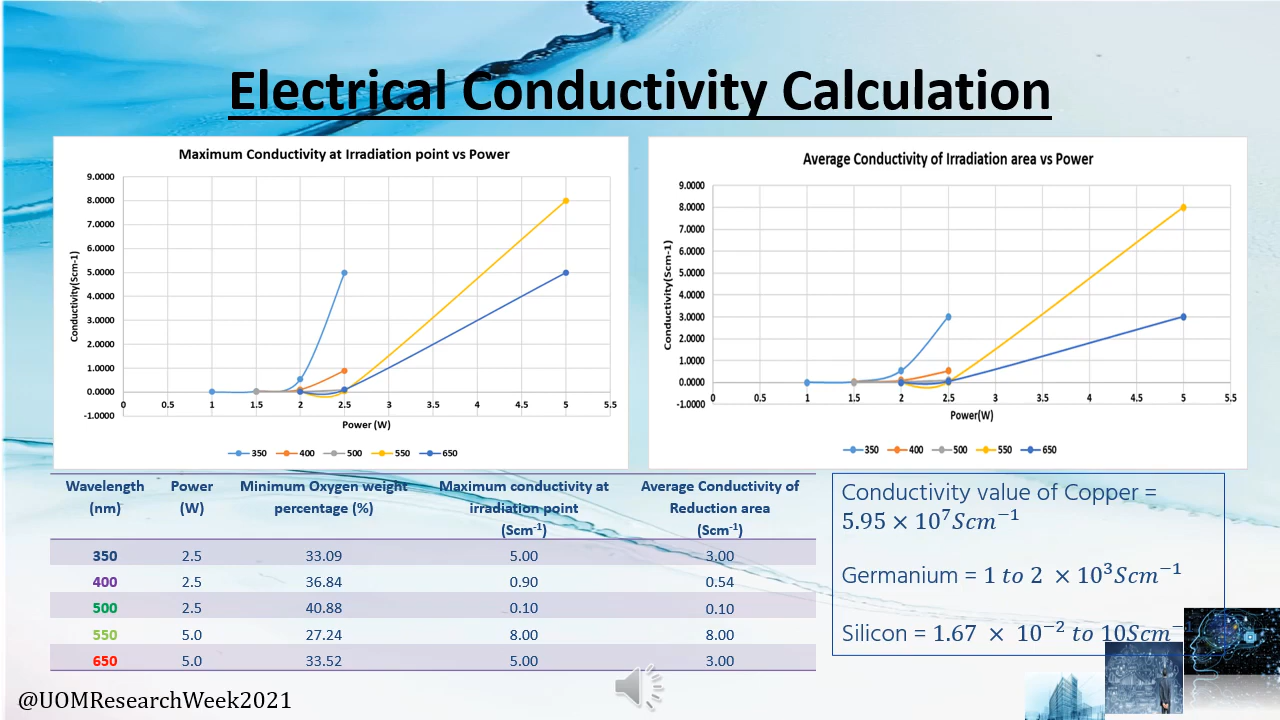 Electrical Conductivity Calculation
Maximum Conductivity at Irradiation point vs Power
9.0000
8.0000
7.0000
6.0000
5.0000
4.0000
3.0000
2.0000
1.0000
0.0000
-1.0000
Conductivity(Scm-1)
0 0.5 1 1.5 2 2.5 3 3.5 4 4.5 5 5.5
Power (W)
350 400 500 550 650
Average Conductivity of Irradiation area vs Power
9.0000
8.0000
7.0000
6.0000
5.0000
4.0000
3.0000
2.0000
1.0000
0.0000
-1.0000
Conductivity(Scm-1)
0 0.5 1 1.5 2 2.5 3 3.5 4 4.5 5 5.5
Power(W)
350 400 500 550 650
Wavelength Power Minimum Oxygen weight Maximum conductivity at Average Conductivity of
(nm) (W) percentage (%) irradiation point Reduction area
(Scm⁻¹) (Scm⁻¹)
350 2.5 33.09 5.00 3.00
400 2.5 36.84 0.90 0.54
500 2.5 40.88 0.10 0.10
550 5.0 27.24 8.00 8.00
650 5.0 33.52 5.00 3.00
Conductivity value of Copper =
5.95 × 10⁷Scm⁻¹
Germanium = 1 to 2 × 10³Scm⁻¹
Silicon = 1.67 × 10⁻² to 10Scm⁻
@UOMResearchWeek2021